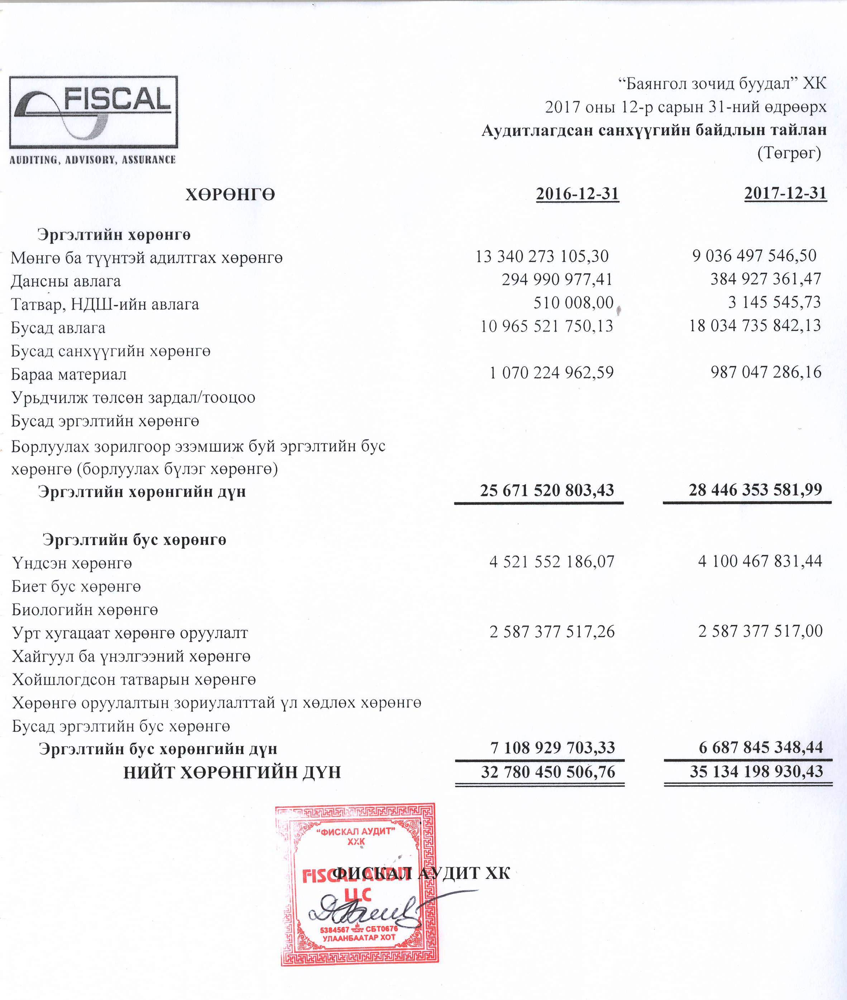 FISCAL
AUDITING, ADVISORY, ASSURANCE
“Баянгол зочид буудал” ХК
2017 оны 12-р сарын 31-ний өдрөөрх
Аудитлагдсан санхүүгийн байдлын тайлан
(Төгрөг)
ХӨРӨНГӨ 2016-12-31 2017-12-31
Эргэлтийн хөрөнгө
Мөнгө ба түүнтэй адилтгах хөрөнгө 13 340 273 105,30 9 036 497 546,50
Дансны авлага 294 990 977,41 384 927 361,47
Татвар, НДШ-ийн авлага 510 008,00 3 145 545,73
Бусад авлага 10 965 521 750,13 18 034 735 842,13
Бусад санхүүгийн хөрөнгө
Бараа материал 1 070 224 962,59 987 047 286,16
Урьдчилж төлсөн зардал/тооцоо
Бусад эргэлтийн хөрөнгө
Борлуулах зорилгоор эзэмшиж буй эргэлтийн бус
хөрөнгө (борлуулах бүлэг хөрөнгө)
Эргэлтийн хөрөнгийн дүн 25 671 520 803,43 28 446 353 581,99
Эргэлтийн бус хөрөнгө
Үндсэн хөрөнгө 4 521 552 186,07 4 100 467 831,44
Биет бус хөрөнгө
Биологийн хөрөнгө
Урт хугацаат хөрөнгө оруулалт 2 587 377 517,26 2 587 377 517,00
Хайгуул ба үнэлгээний хөрөнгө
Хойшлогдсон татварын хөрөнгө
Хөрөнгө оруулалтын зориулалттай үл хөдлөх хөрөнгө
Бусад эргэлтийн бус хөрөнгө
Эргэлтийн бус хөрөнгийн дүн 7 108 929 703,33 6 687 845 348,44
НИЙТ ХӨРӨНГИЙН ДҮН 32 780 450 506,76 35 134 198 930,43
“ФИСКАЛ АУДИТ”
ХХК
ФИСКАЛ АУДИТ ХК
FISCAL AUDIT
LLC
5384567 СБТ0676
УЛААНБААТАР ХОТ